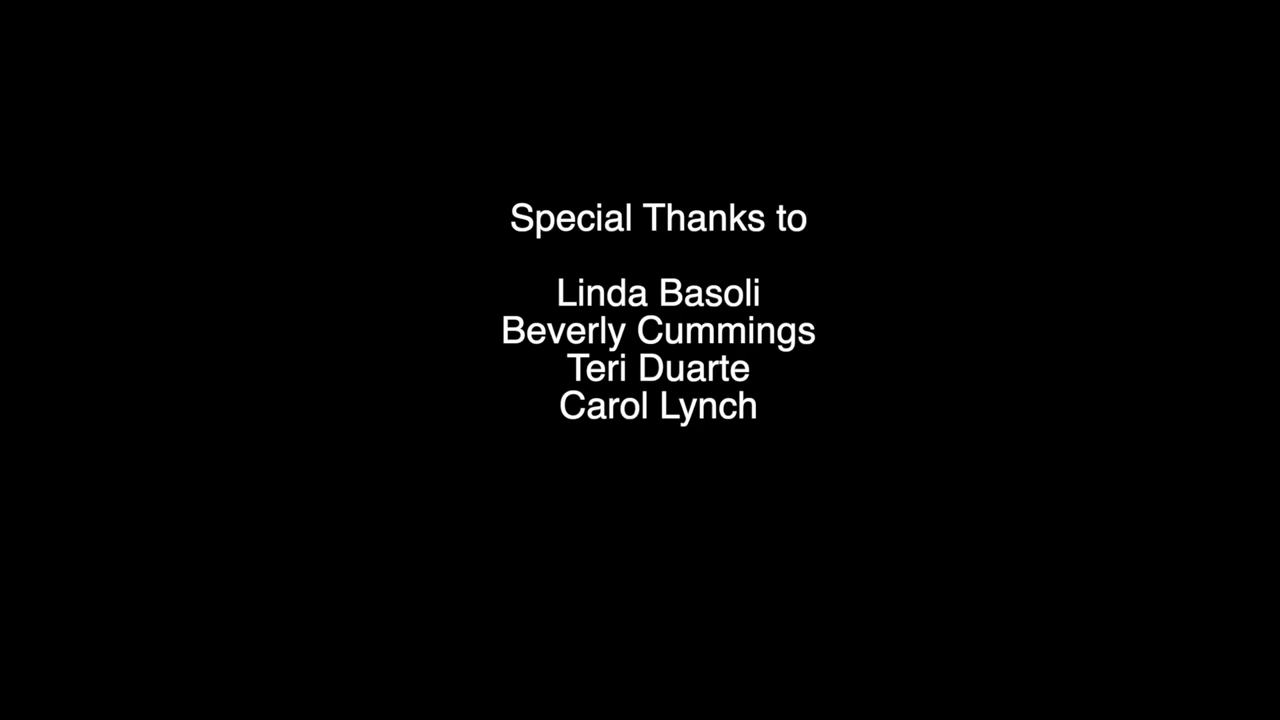 Special Thanks to
Linda Basoli
Beverly Cummings
Teri Duarte
Carol Lynch